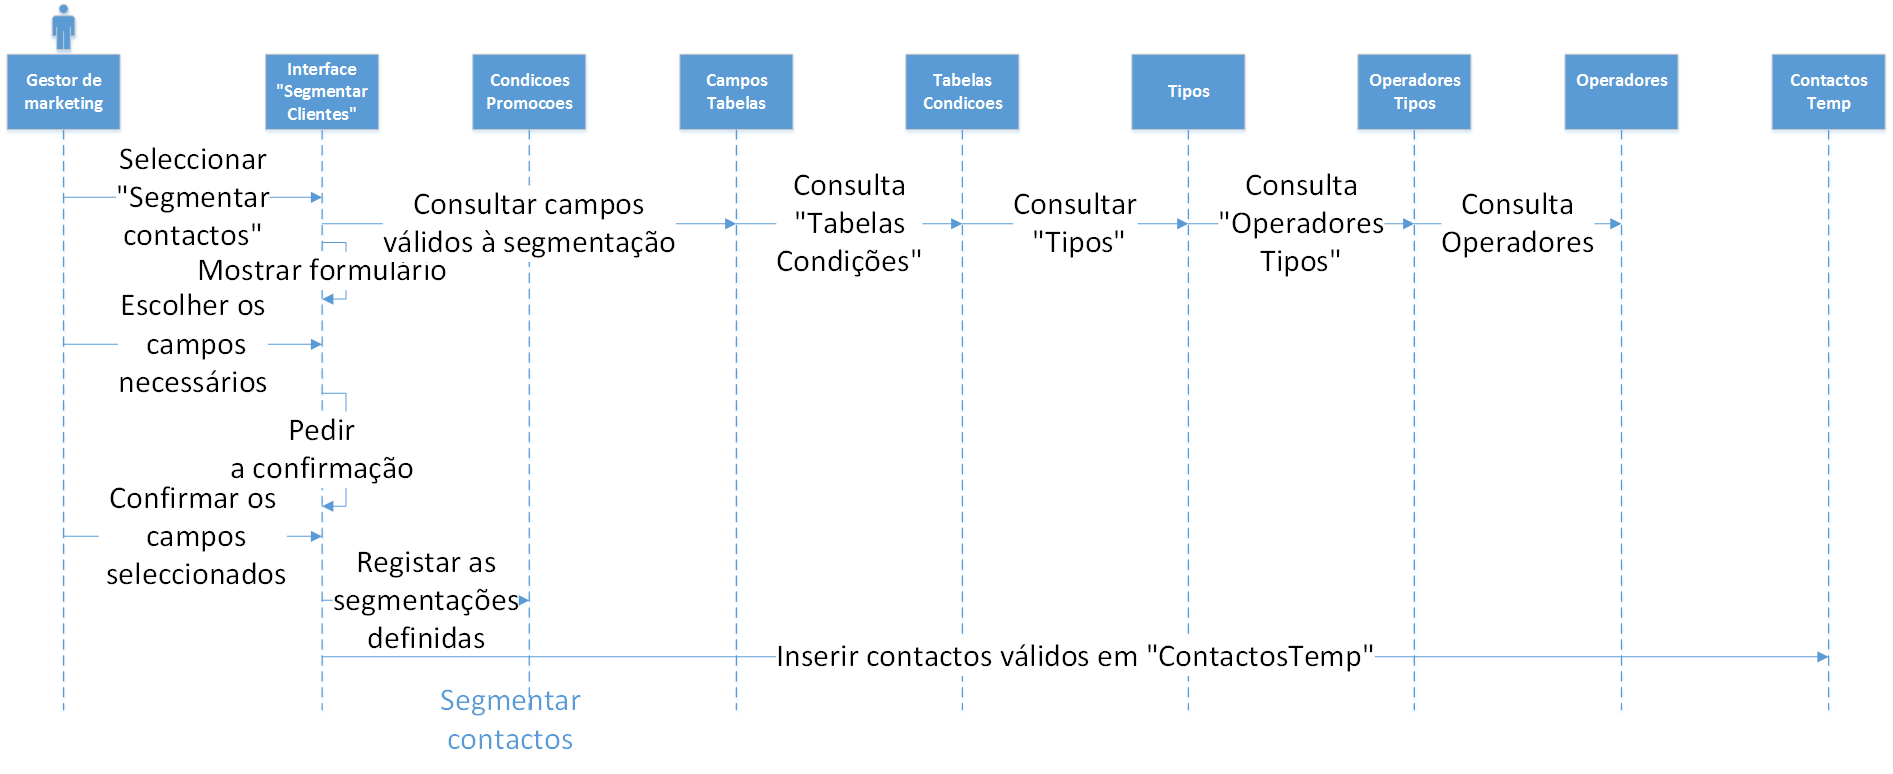 Gestor de
marketing
Interface
"Segmentar
Clientes"
Condicoes
Promocoes
Campos
Tabelas
Tabelas
Condicoes
Tipos
Operadores
Tipos
Operadores
Contactos
Temp
Seleccionar
"Segmentar
contactos"
Consultar campos
válidos à segmentação
Consulta
"Tabelas
Condições"
Consultar
"Tipos"
Consulta
"Operadores
Tipos"
Consulta
Operadores
Mostrar formulário
Escolher os
campos
necessários
Pedir
a confirmação
Confirmar os
campos
seleccionados
Registar as
segmentações
definidas
Inserir contactos válidos em "ContactosTemp"
Segmentar
contactos